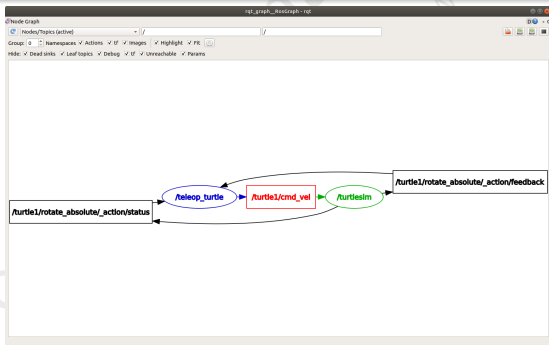 rqt_graph__RosGraph - rqt
Node Graph
Nodes/Topics (active) / /
Group: 0 Namespaces ✓ Actions ✓ tf ✓ Images ✓ Highlight ✓ Fit
Hide: ✓ Dead sinks ✓ Leaf topics ✓ Debug ✓ tf ✓ Unreachable ✓ Params
/turtle1/rotate_absolute/_action/feedback
/teleop_turtle
/turtle1/cmd_vel
/turtlesim
/turtle1/rotate_absolute/_action/status